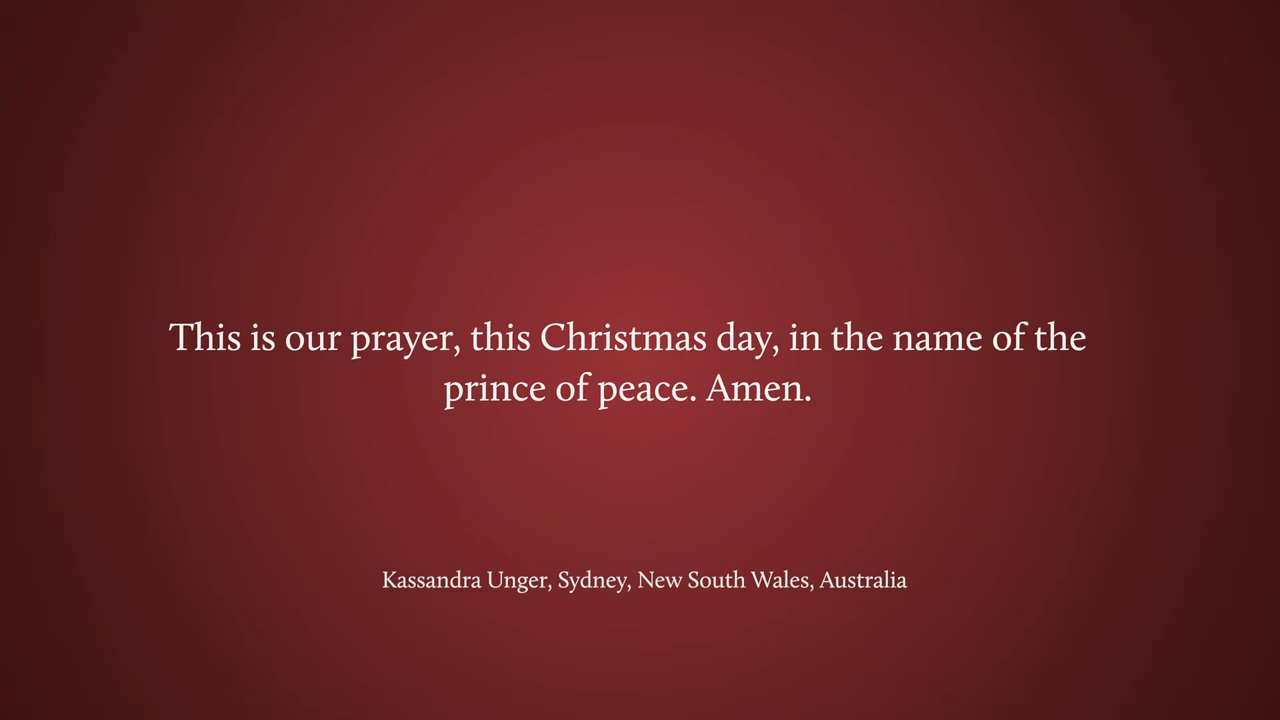 This is our prayer, this Christmas day, in the name of the
prince of peace. Amen.
Kassandra Unger, Sydney, New South Wales, Australia